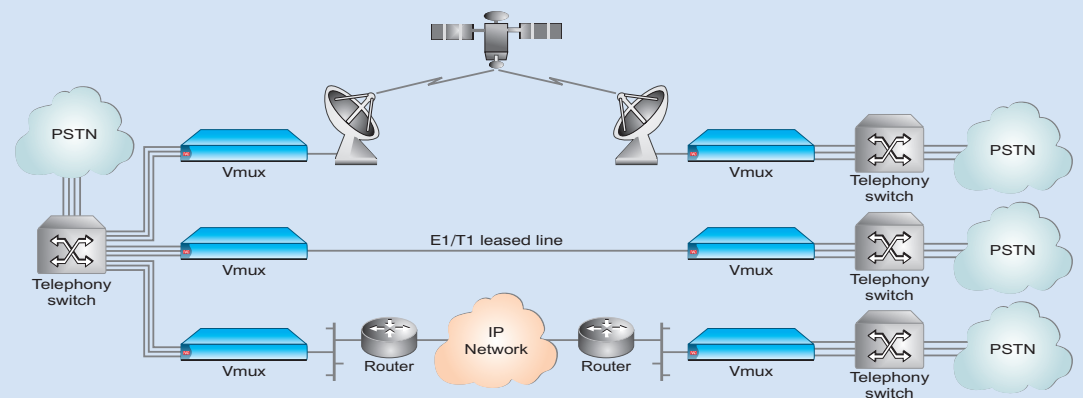 PSTN
Vmux
Vmux
Telephony
switch
PSTN
E1/T1 leased line
Telephony
switch
Vmux
Vmux
Telephony
switch
PSTN
IP
Network
Vmux
Router
Router
Vmux
Telephony
switch
PSTN